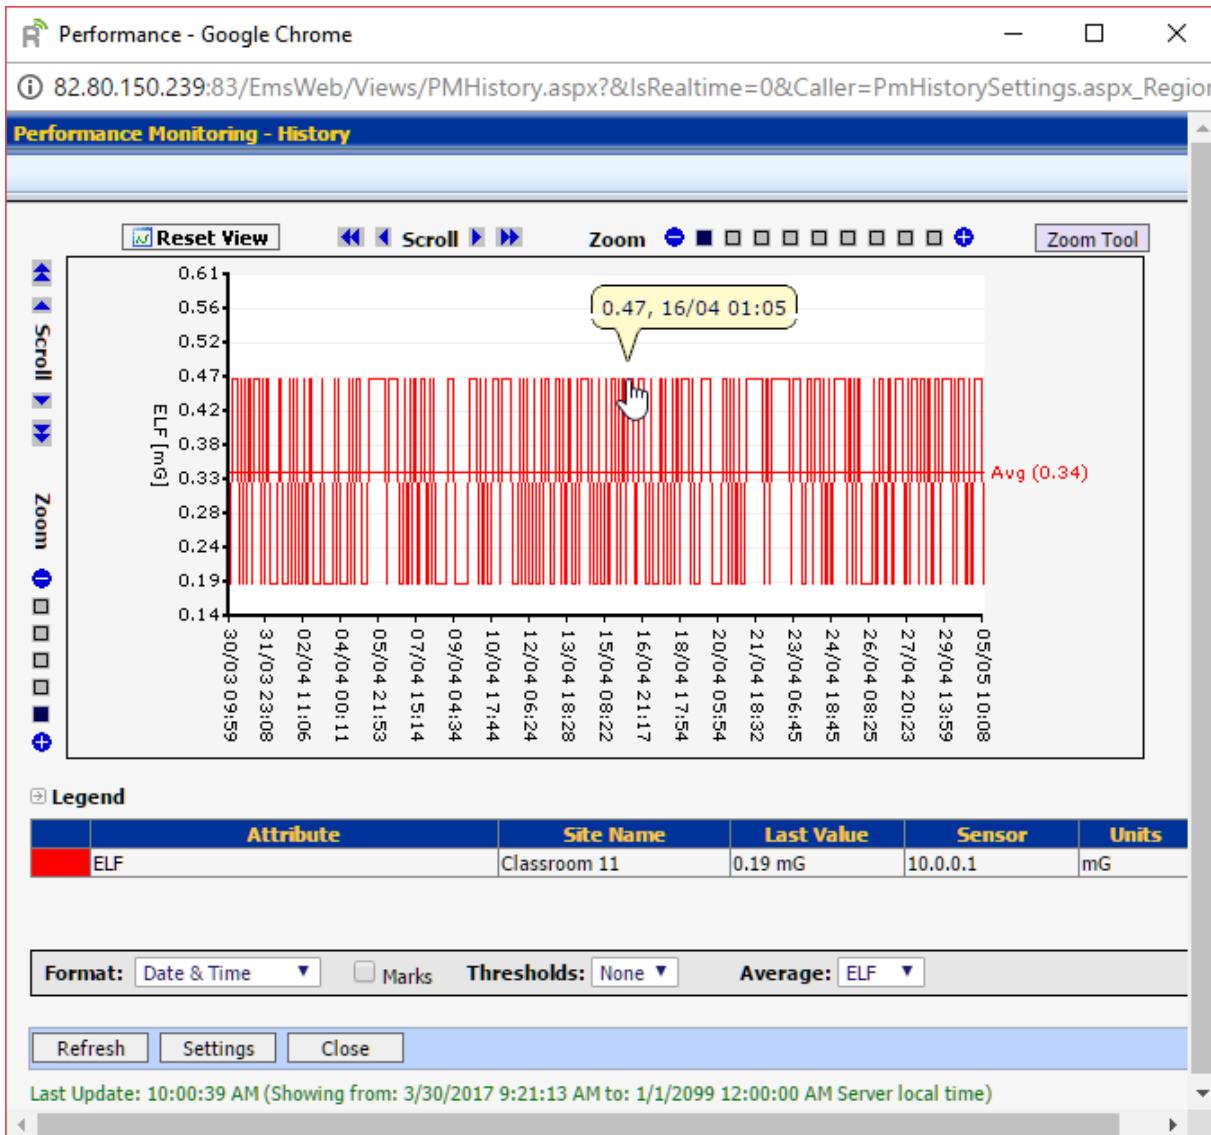 Performance - Google Chrome
82.80.150.239:83/EmsWeb/Views/PMHistory.aspx?&IsRealtime=0&Caller=PmHistorySettings.aspx_Region
Performance Monitoring - History
Reset View Scroll Zoom Zoom Tool
Scroll
Zoom
ELF [mG]
0.61
0.56
0.52
0.47
0.42
0.38
0.33
0.28
0.24
0.19
0.14
0.47, 16/04 01:05
Avg (0.34)
30/03 09:59
31/03 23:08
02/04 11:06
04/04 00:11
05/04 21:53
07/04 15:14
09/04 04:34
10/04 17:44
12/04 06:24
13/04 18:28
15/04 08:22
16/04 21:17
18/04 17:54
20/04 05:54
21/04 18:32
23/04 06:45
24/04 18:45
26/04 08:25
27/04 20:23
29/04 13:59
05/05 10:08
Legend
Attribute Site Name Last Value Sensor Units
ELF Classroom 11 0.19 mG 10.0.0.1 mG
Format: Date & Time Marks Thresholds: None Average: ELF
Refresh Settings Close
Last Update: 10:00:39 AM (Showing from: 3/30/2017 9:21:13 AM to: 1/1/2099 12:00:00 AM Server local time)